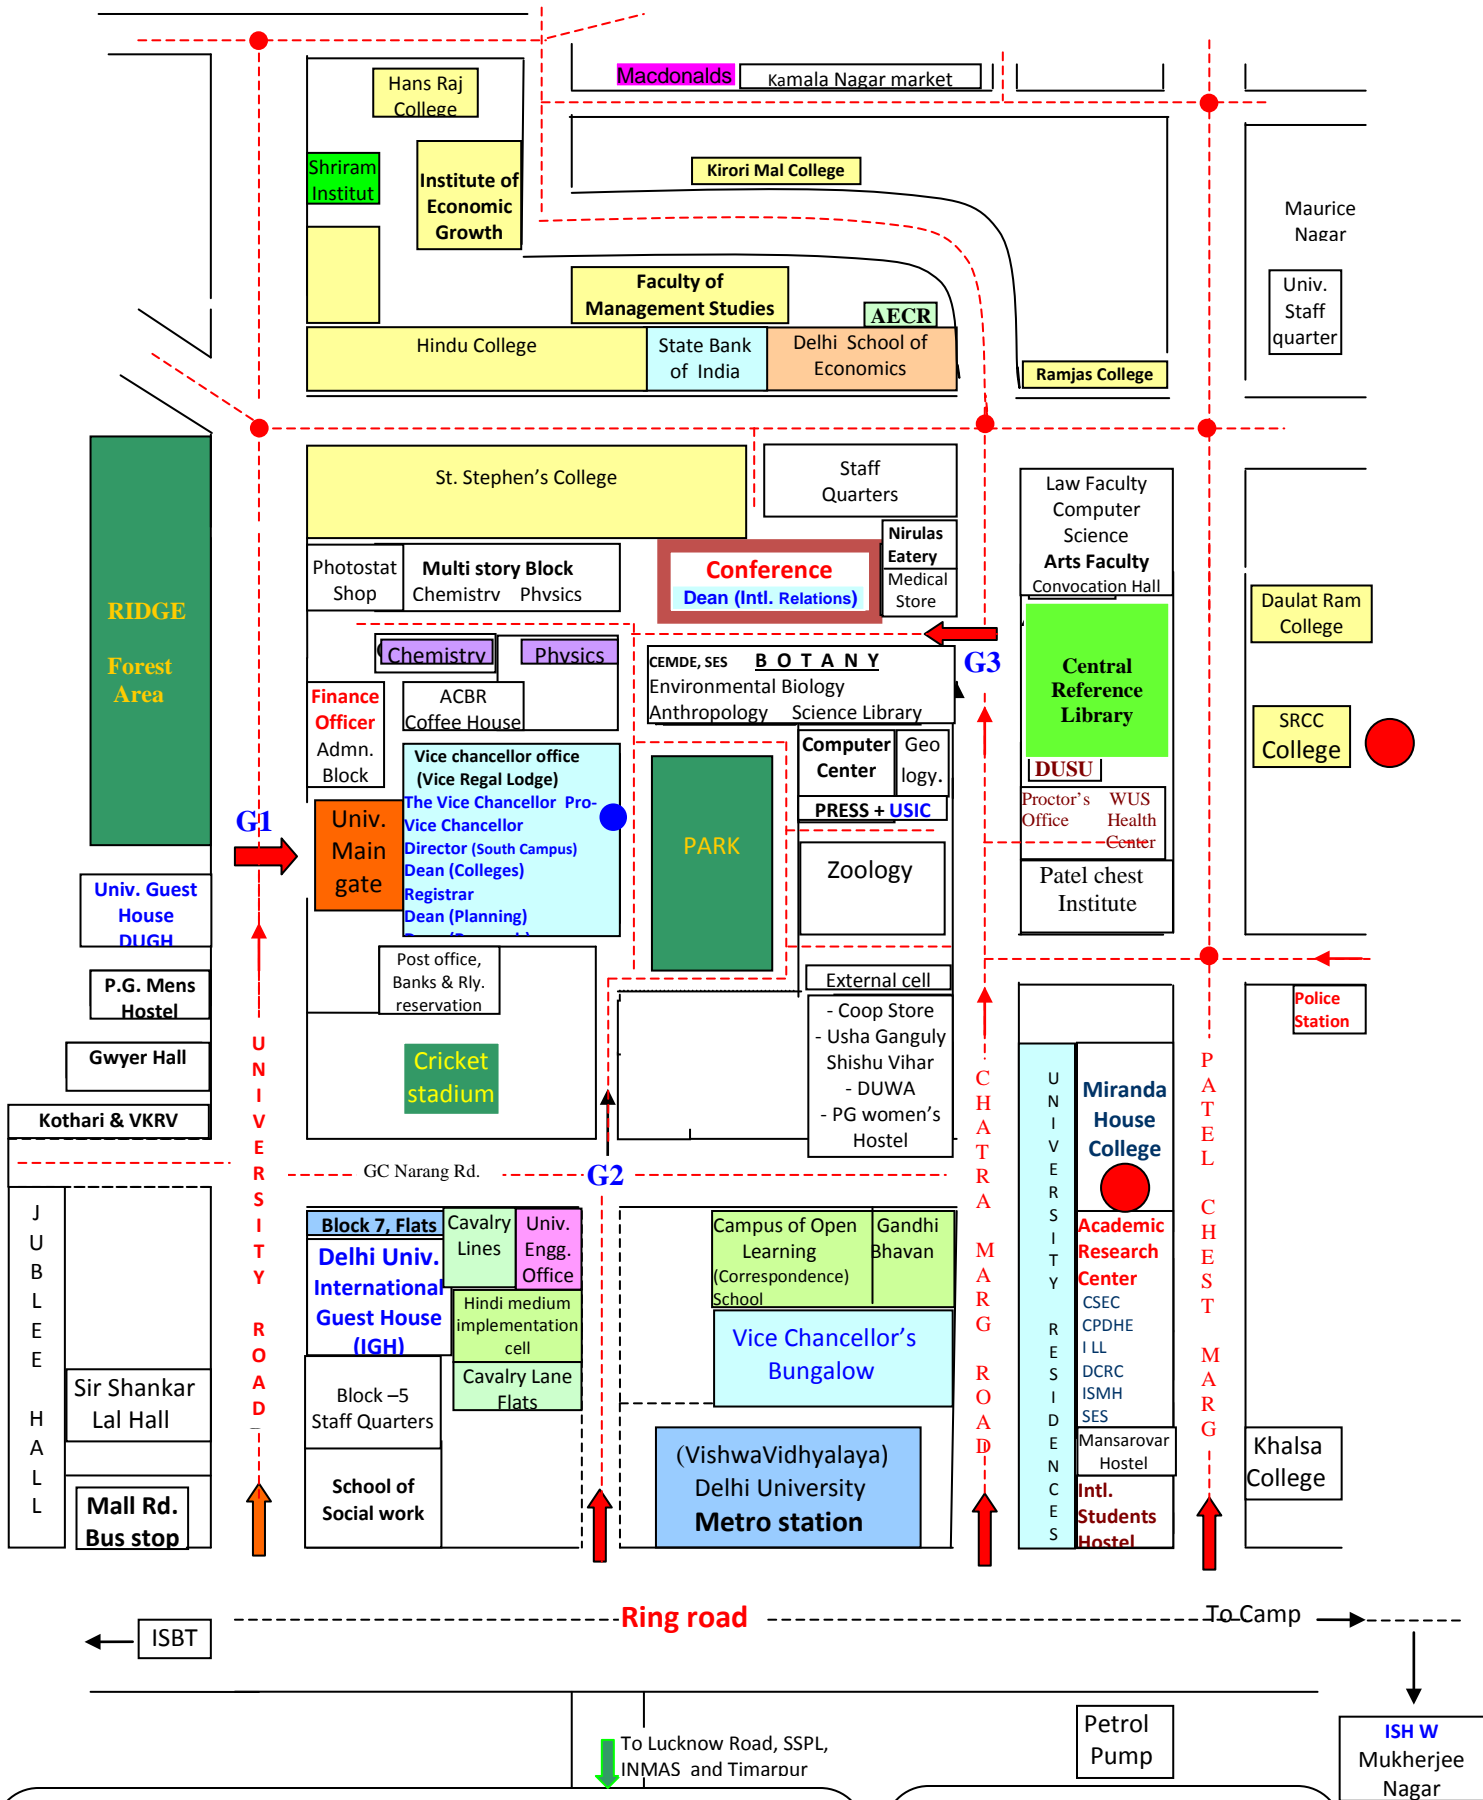 Macdonalds
Kamala Nagar market
Hans Raj
College
Shriram
Institut
Institute of
Economic
Growth
Kirori Mal College
Maurice
Nagar
Univ.
Staff
quarter
Faculty of
Management Studies
AECR
Hindu College
State Bank
of India
Delhi School of
Economics
Ramjas College
RIDGE
Forest
Area
St. Stephen's College
Staff
Quarters
Law Faculty
Computer
Science
Arts Faculty
Convocation Hall
Nirulas
Eatery
Medical
Store
Photostat
Shop
Multi story Block
Chemistry Physics
Conference
Dean (Intl. Relations)
Daulat Ram
College
Chemistry
Physics
G3
CEMDE, SES BOTANY
Environmental Biology
Anthropology Science Library
Central
Reference
Library
Finance
Officer
Admn.
Block
ACBR
Coffee House
SRCC
College
Computer
Center
Geo
logy.
Vice chancellor office
(Vice Regal Lodge)
The Vice Chancellor Pro-
Vice Chancellor
Director (South Campus)
Dean (Colleges)
Registrar
Dean (Planning)
DUSU
Proctor's
Office
WUS
Health
Center
PRESS + USIC
G1
Univ.
Main
gate
PARK
Zoology
Patel chest
Institute
Univ. Guest
House
DUGH
P.G. Mens
Hostel
Post office,
Banks & Rly.
reservation
External cell
Police
Station
- Coop Store
- Usha Ganguly
Shishu Vihar
- DUWA
- PG women's
Hostel
Gwyer Hall
Cricket
stadium
Kothari & VKRV
UNIVERSITY ROAD
CHATRA MARG ROAD
UNIVERSITY RESIDENCES
PATEL CHEST MARG
Miranda
House
College
GC Narang Rd.
G2
JUBLEE HALL
Block 7, Flats
Delhi Univ.
International
Guest House
(IGH)
Cavalry
Lines
Univ.
Engg.
Office
Hindi medium
implementation
cell
Cavalry Lane
Flats
Campus of Open
Learning
(Correspondence)
School
Gandhi
Bhavan
Vice Chancellor's
Bungalow
Academic
Research
Center
CSEC
CPDHE
I LL
DCRC
ISMH
SES
Mansarovar
Hostel
Intl.
Students
Hostel
Sir Shankar
Lal Hall
Block –5
Staff Quarters
School of
Social work
Mall Rd.
Bus stop
(VishwaVidhyalaya)
Delhi University
Metro station
Khalsa
College
Ring road
To Camp
ISBT
To Lucknow Road, SSPL,
INMAS and Timarpur
Petrol
Pump
ISH W
Mukherjee
Nagar